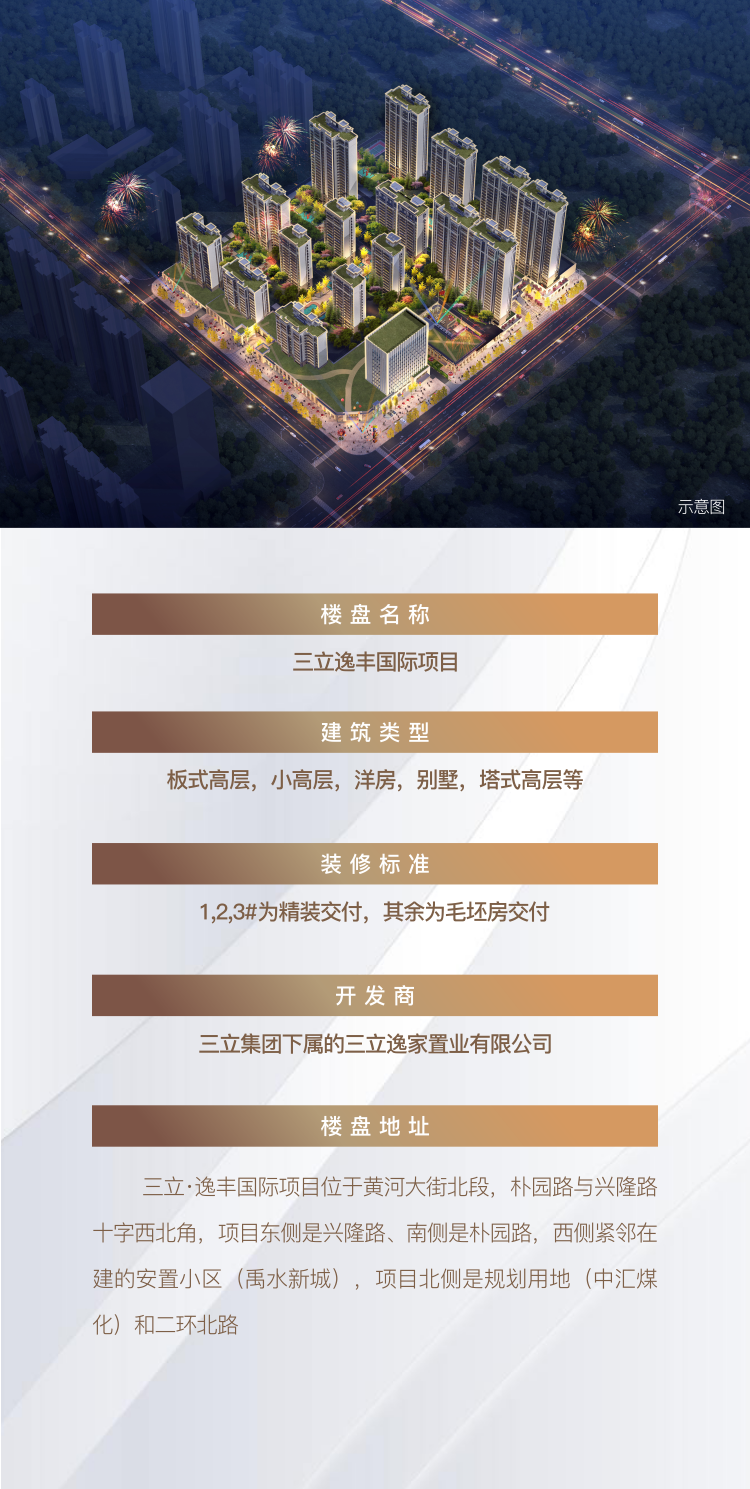 示意图
楼盘名称
三立逸丰国际项目
建筑类型
板式高层，小高层，洋房，别墅，塔式高层等
装修标准
1,2,3#为精装交付，其余为毛坯房交付
开发商
三立集团下属的三立逸家置业有限公司
楼盘地址
三立·逸丰国际项目位于黄河大街北段，朴园路与兴隆路
十字西北角，项目东侧是兴隆路、南侧是朴园路，西侧紧邻在
建的安置小区（禹水新城），项目北侧是规划用地（中汇煤
化）和二环北路